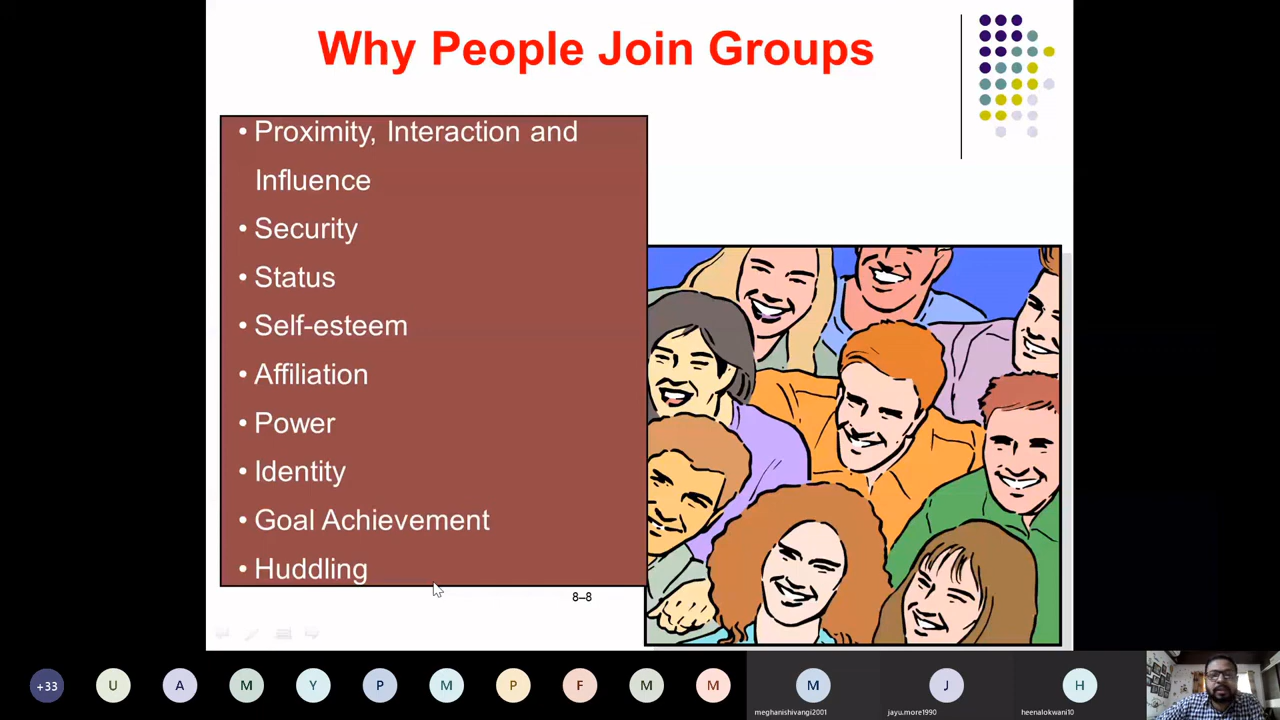 Why People Join Groups
• Proximity, Interaction and
Influence
• Security
• Status
• Self-esteem
• Affiliation
• Power
• Identity
• Goal Achievement
• Huddling
8–8
+33
U
A
M
Y
P
M
P
F
M
M
M
J
H
meghanishivangi2001
jayu.more1990
heenalokwani10